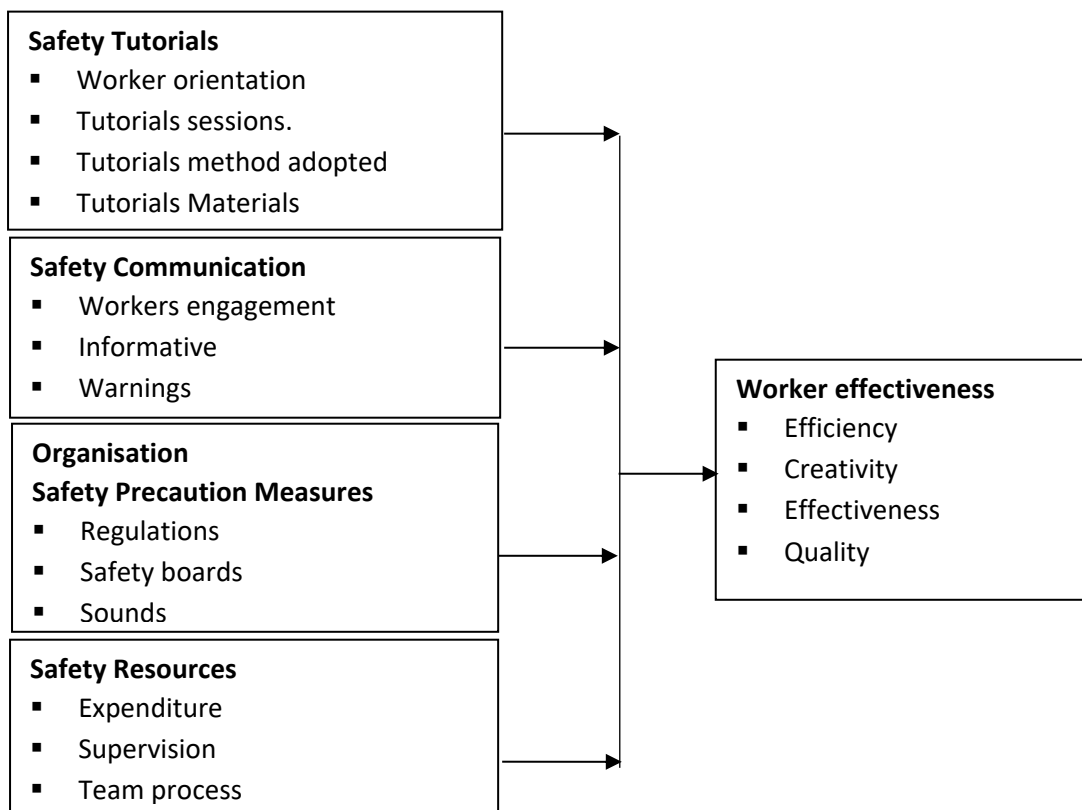 Safety Tutorials
▪ Worker orientation
▪ Tutorials sessions.
▪ Tutorials method adopted
▪ Tutorials Materials
Safety Communication
▪ Workers engagement
▪ Informative
▪ Warnings
Organisation
Safety Precaution Measures
▪ Regulations
▪ Safety boards
▪ Sounds
Safety Resources
▪ Expenditure
▪ Supervision
▪ Team process
Worker effectiveness
▪ Efficiency
▪ Creativity
▪ Effectiveness
▪ Quality